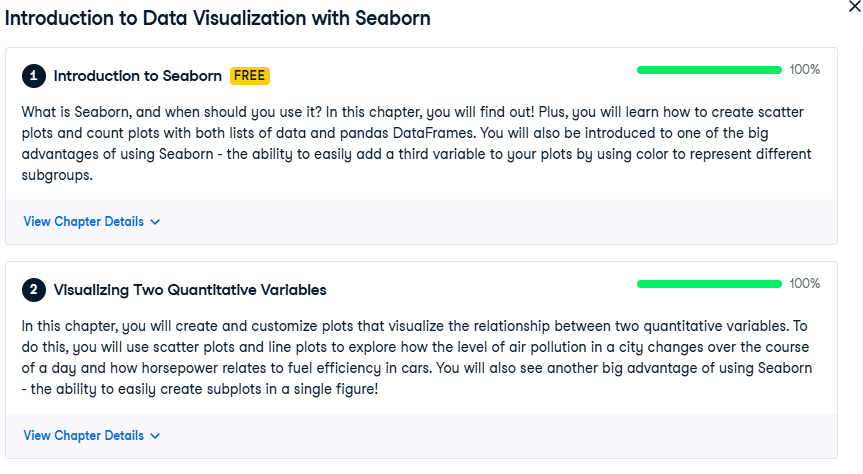 Introduction to Data Visualization with Seaborn
1 Introduction to Seaborn FREE 100%
What is Seaborn, and when should you use it? In this chapter, you will find out! Plus, you will learn how to create scatter
plots and count plots with both lists of data and pandas DataFrames. You will also be introduced to one of the big
advantages of using Seaborn - the ability to easily add a third variable to your plots by using color to represent different
subgroups.
View Chapter Details
2 Visualizing Two Quantitative Variables 100%
In this chapter, you will create and customize plots that visualize the relationship between two quantitative variables. To
do this, you will use scatter plots and line plots to explore how the level of air pollution in a city changes over the course
of a day and how horsepower relates to fuel efficiency in cars. You will also see another big advantage of using Seaborn
- the ability to easily create subplots in a single figure!
View Chapter Details